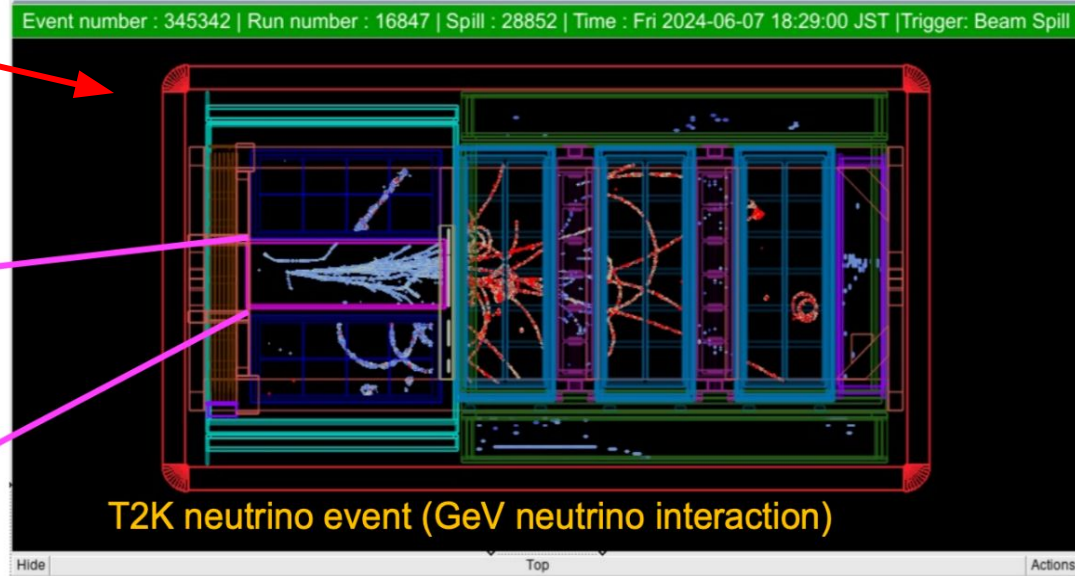 Event number : 345342 | Run number : 16847 | Spill : 28852 | Time : Fri 2024-06-07 18:29:00 JST |Trigger: Beam Spill
T2K neutrino event (GeV neutrino interaction)
Hide Top Actions